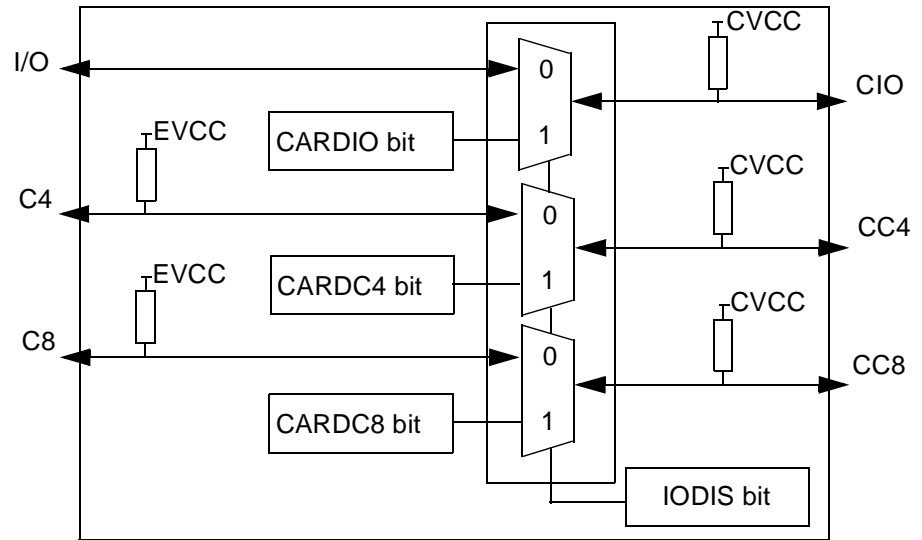 CVCC
I/O
0
CIO
CARDIO bit
1
EVCC
CVCC
C4
0
CC4
CARDC4 bit
1
EVCC
CVCC
C8
0
CC8
CARDC8 bit
1
IODIS bit